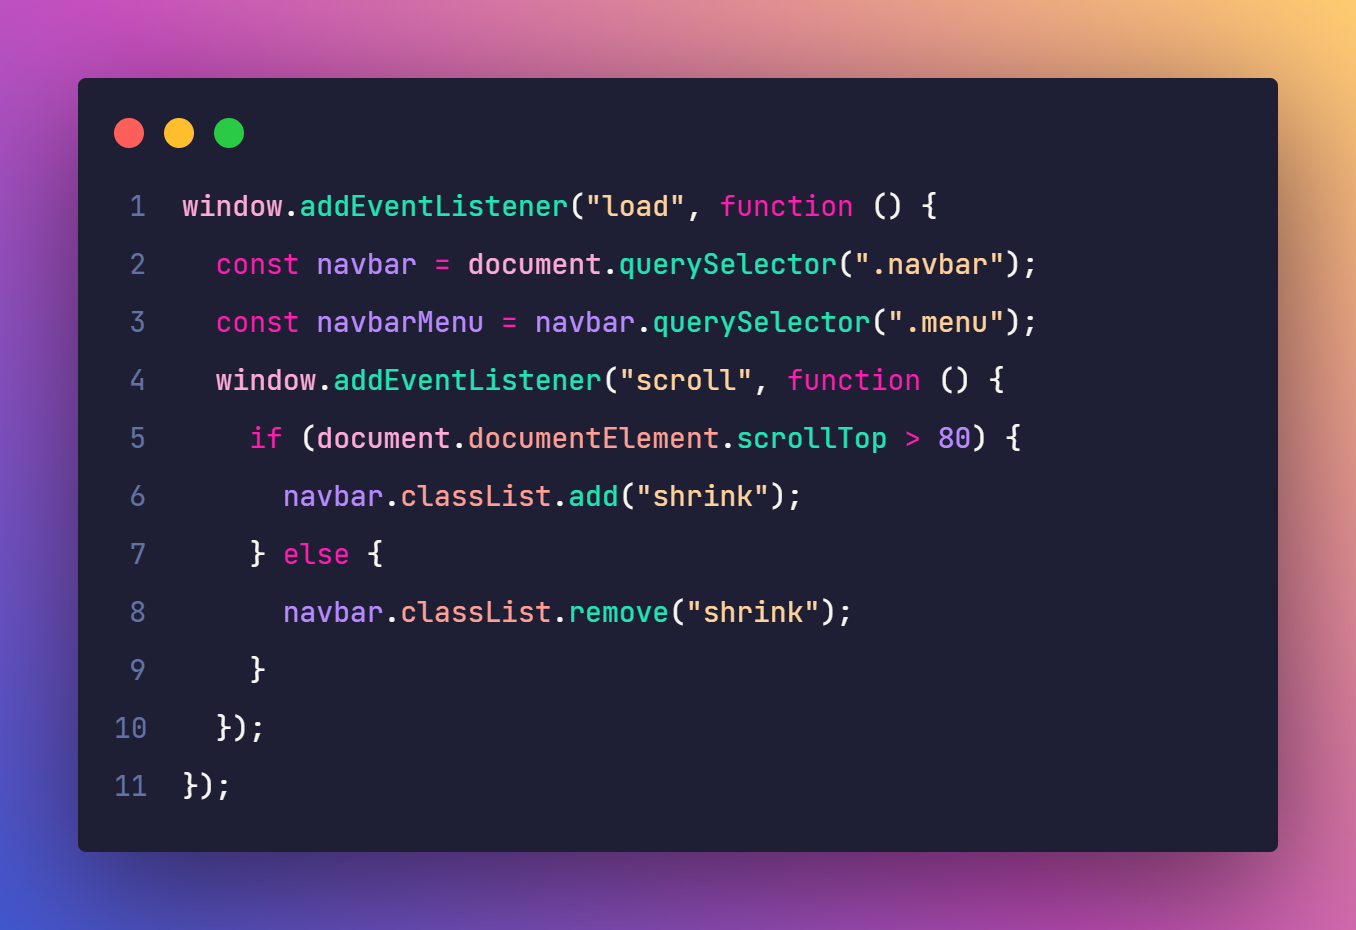 1 window.addEventListener("load", function () {
2   const navbar = document.querySelector(".navbar");
3   const navbarMenu = navbar.querySelector(".menu");
4   window.addEventListener("scroll", function () {
5     if (document.documentElement.scrollTop > 80) {
6       navbar.classList.add("shrink");
7     } else {
8       navbar.classList.remove("shrink");
9     }
10   });
11 });